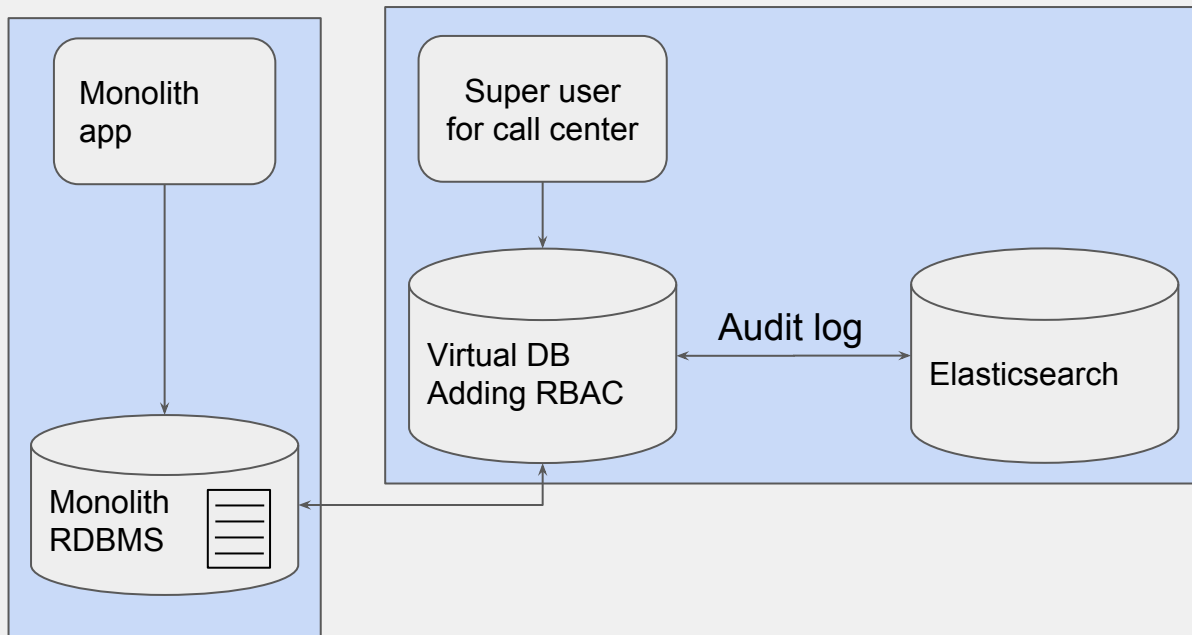 Monolith
app
Super user
for call center
Virtual DB
Adding RBAC
Audit log
Elasticsearch
Monolith
RDBMS